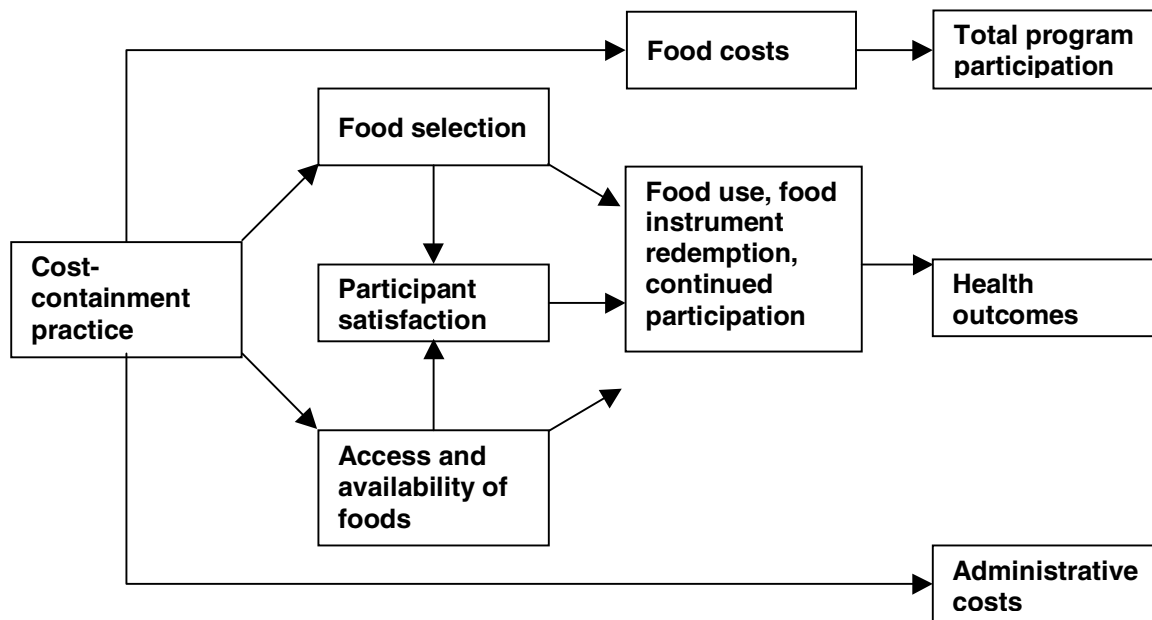 Food costs
Total program
participation
Food selection
Food use, food
instrument
redemption,
continued
participation
Cost-
containment
practice
Participant
satisfaction
Health
outcomes
Access and
availability of
foods
Administrative
costs